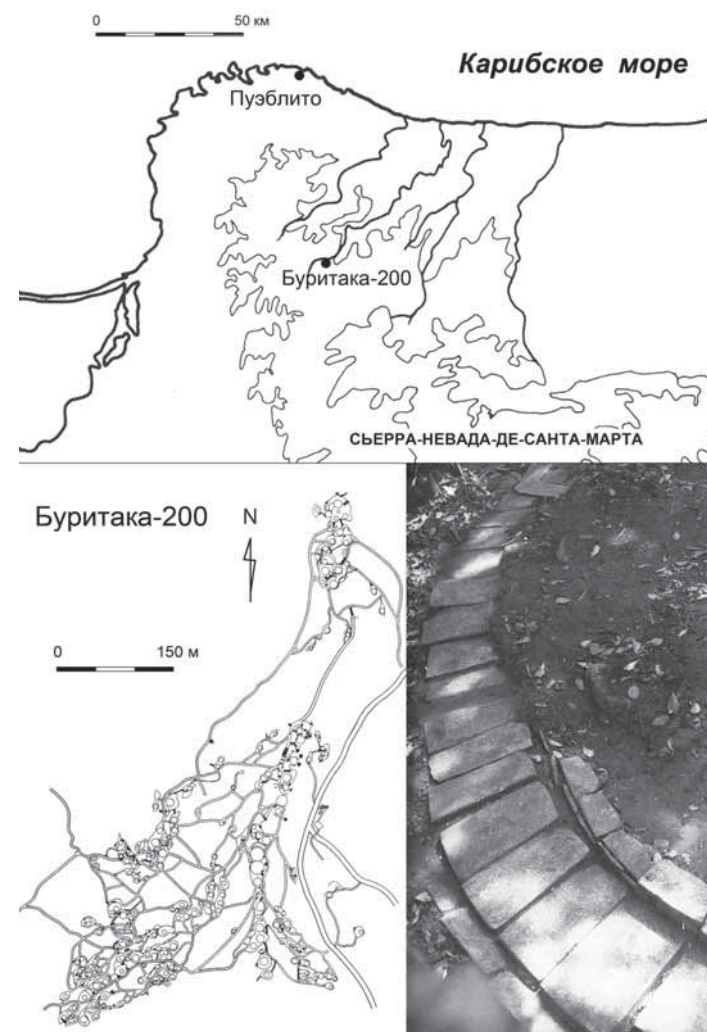 0 50 км
Карибское море
Пуэблито
Буритака-200
СЬЕРРА-НЕВАДА-ДЕ-САНТА-МАРТА
Буритака-200 N
0 150 м